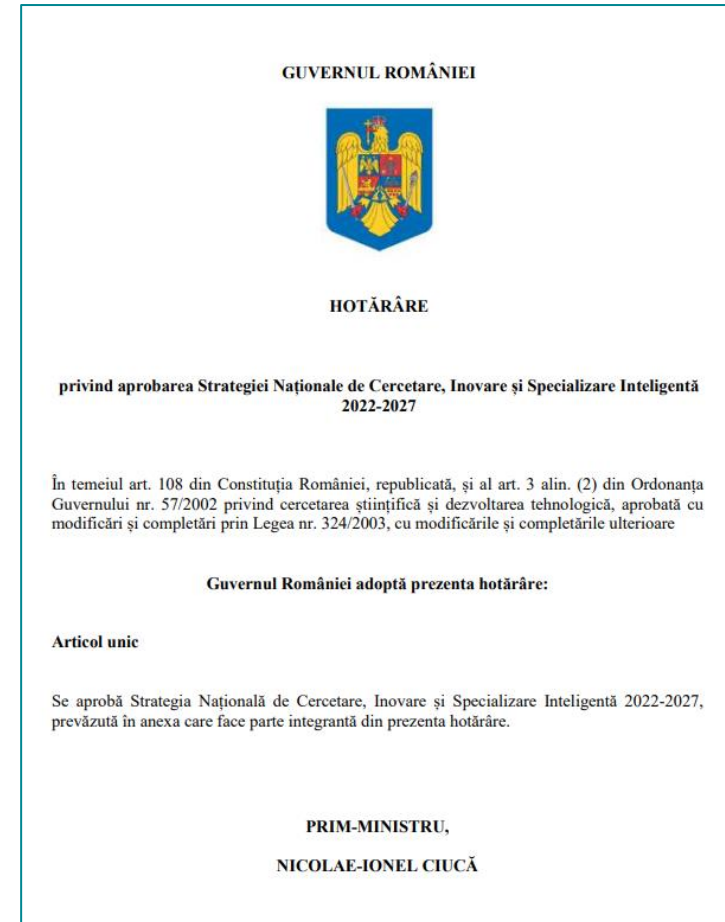 GUVERNUL ROMÂNIEI
HOTĂRÂRE
privind aprobarea Strategiei Naționale de Cercetare, Inovare și Specializare Inteligentă
2022-2027
În temeiul art. 108 din Constituția României, republicată, și al art. 3 alin. (2) din Ordonanța
Guvernului nr. 57/2002 privind cercetarea științifică și dezvoltarea tehnologică, aprobată cu
modificări și completări prin Legea nr. 324/2003, cu modificările și completările ulterioare
Guvernul României adoptă prezenta hotărâre:
Articol unic
Se aprobă Strategia Națională de Cercetare, Inovare și Specializare Inteligentă 2022-2027,
prevăzută în anexa care face parte integrantă din prezenta hotărâre.
PRIM-MINISTRU,
NICOLAE-IONEL CIUCĂ